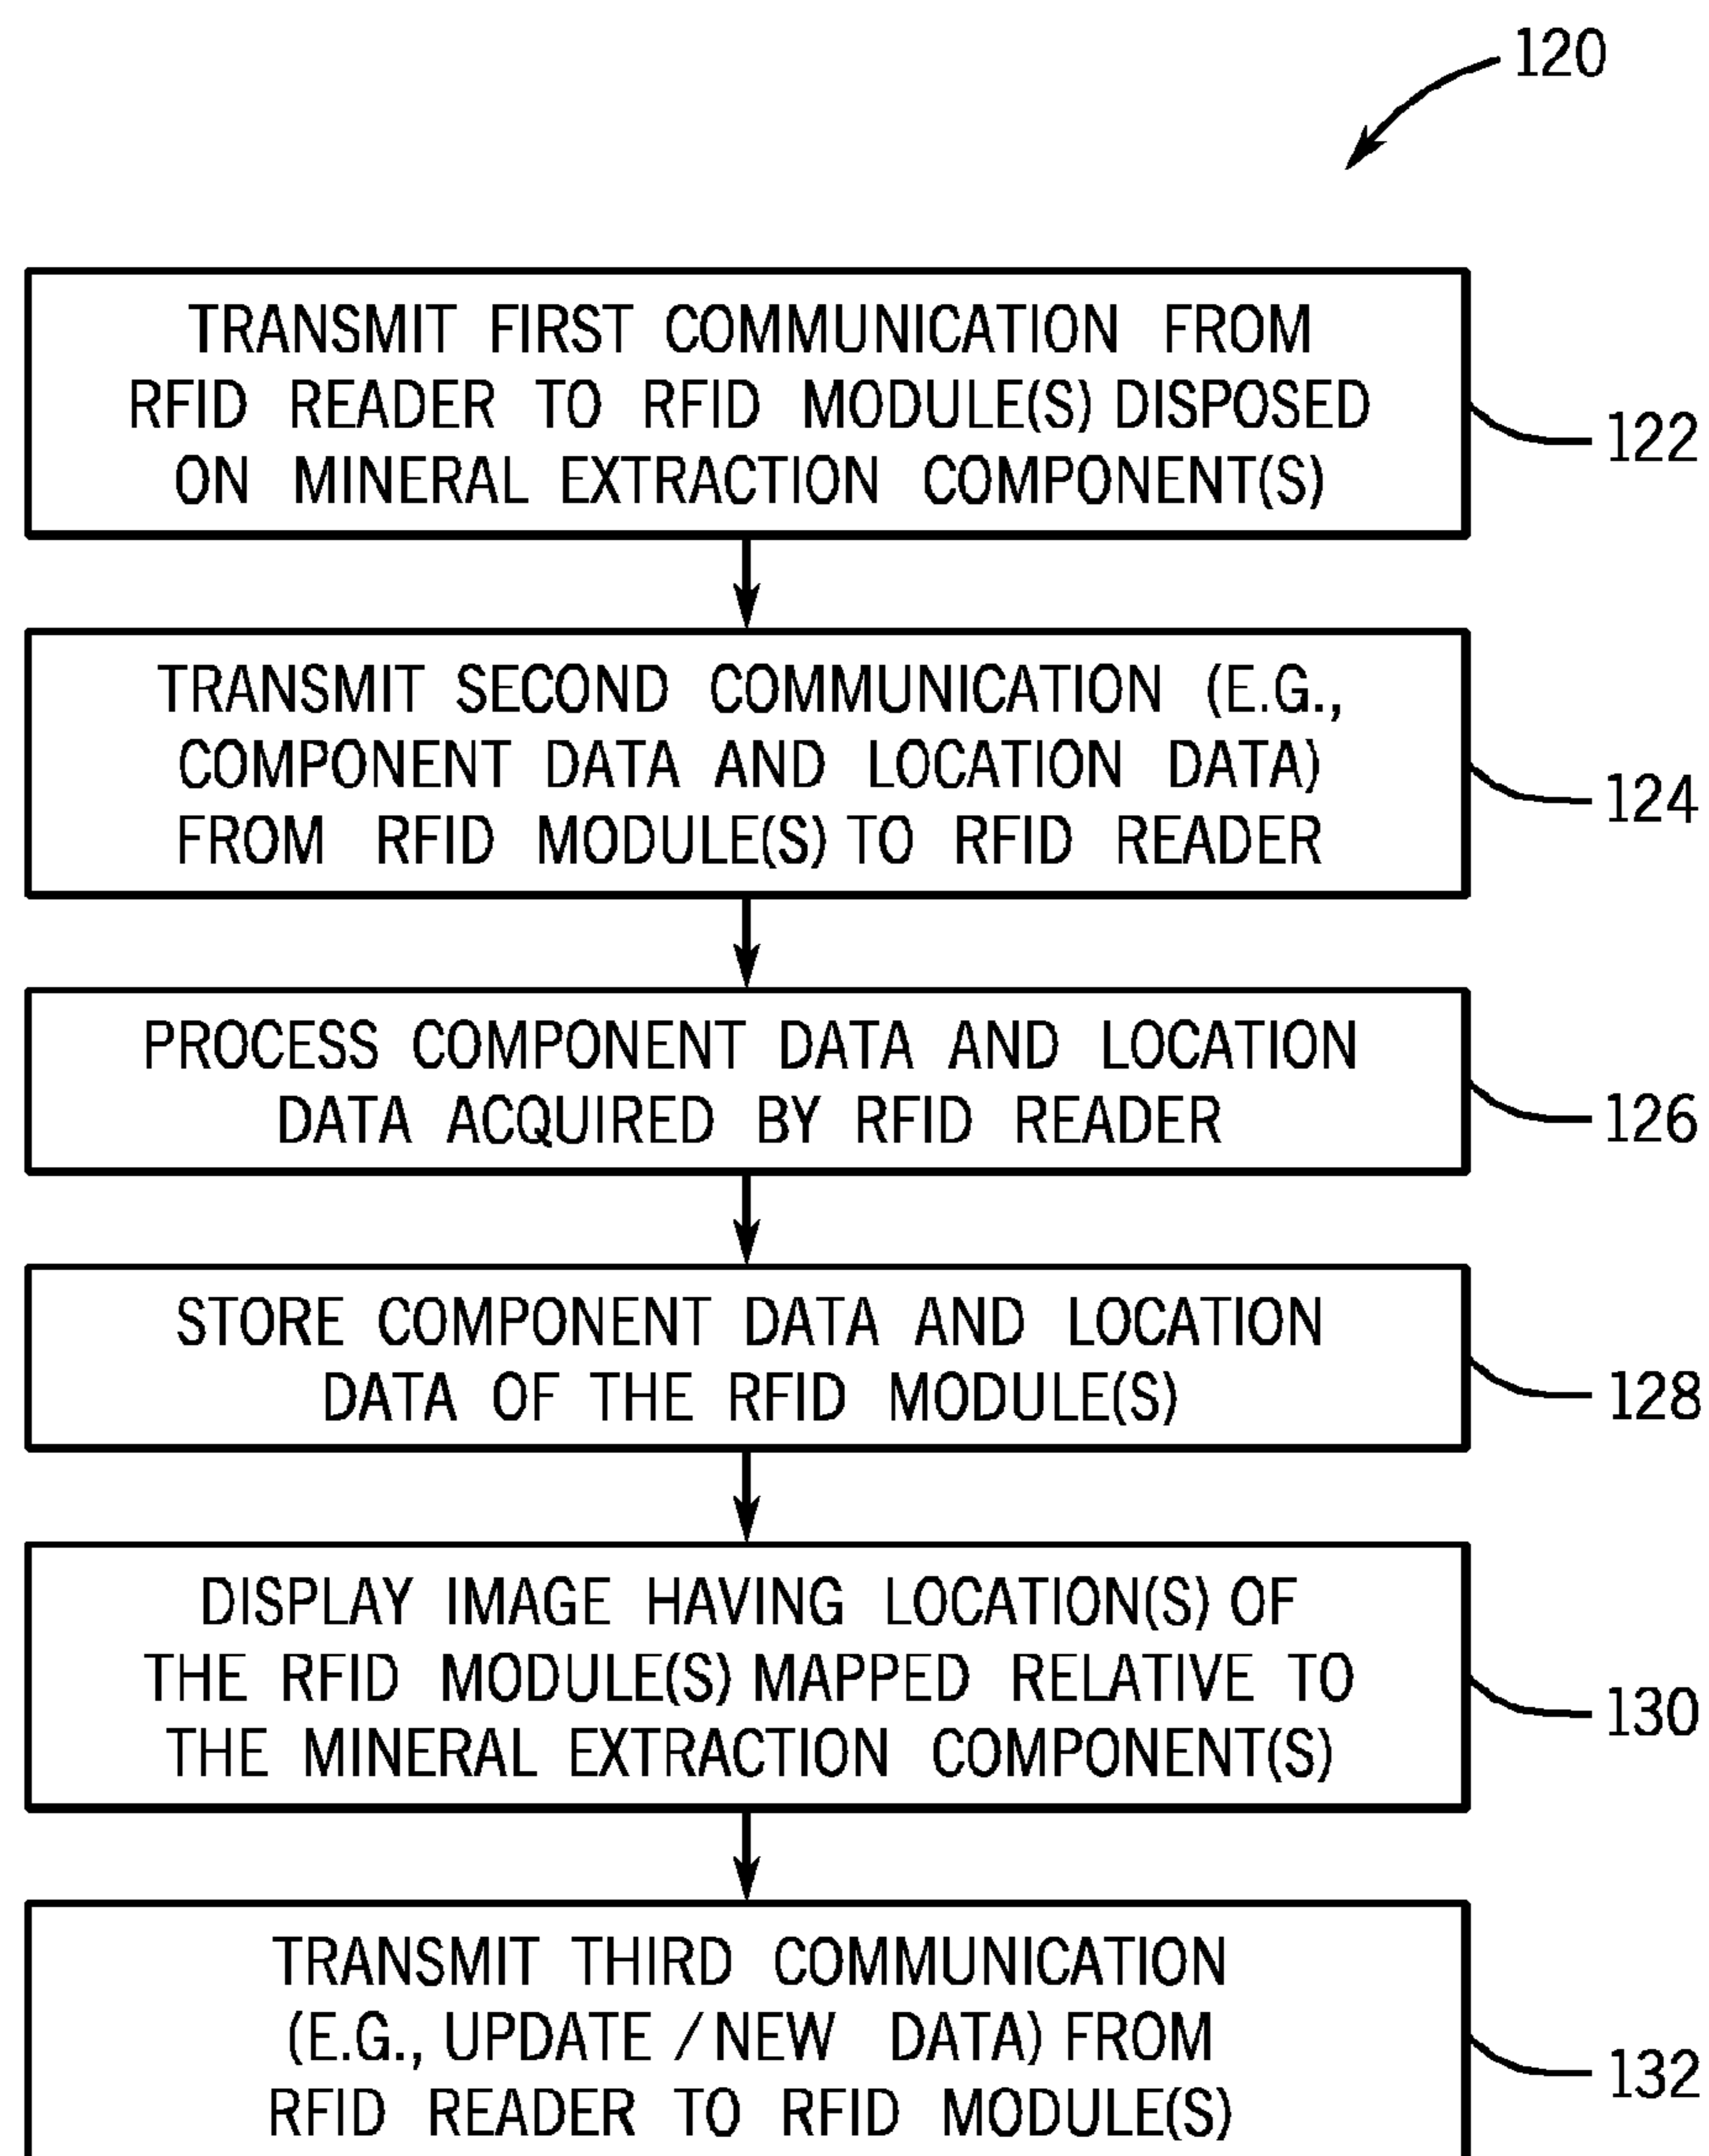 120
TRANSMIT FIRST COMMUNICATION FROM
RFID READER TO RFID MODULE(S) DISPOSED
ON MINERAL EXTRACTION COMPONENT(S)
122
TRANSMIT SECOND COMMUNICATION (E.G.,
COMPONENT DATA AND LOCATION DATA)
FROM RFID MODULE(S) TO RFID READER
124
PROCESS COMPONENT DATA AND LOCATION
DATA ACQUIRED BY RFID READER
126
STORE COMPONENT DATA AND LOCATION
DATA OF THE RFID MODULE(S)
128
DISPLAY IMAGE HAVING LOCATION(S) OF
THE RFID MODULE(S) MAPPED RELATIVE TO
THE MINERAL EXTRACTION COMPONENT(S)
130
TRANSMIT THIRD COMMUNICATION
(E.G., UPDATE / NEW DATA) FROM
RFID READER TO RFID MODULE(S)
132